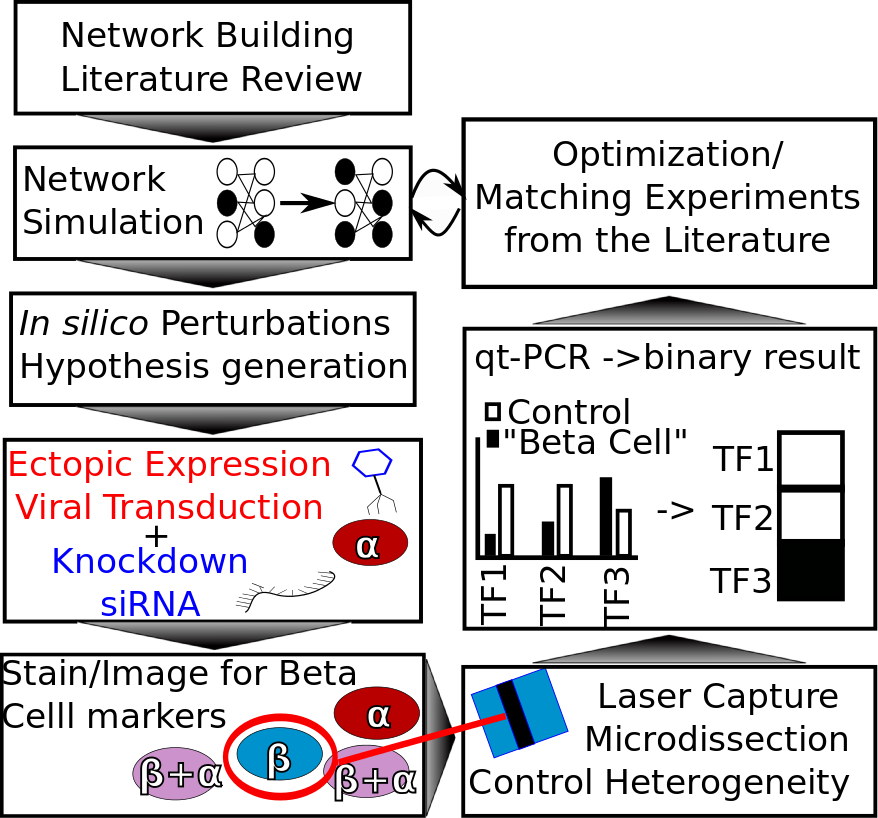 Network Building
Literature Review
Network
Simulation
In silico Perturbations
Hypothesis generation
Ectopic Expression
Viral Transduction
+
Knockdown
siRNA
α
Stain/Image for Beta
Celll markers
α
β+α
β
β+α
Laser Capture
Microdissection
Control Heterogeneity
qt-PCR ->binary result
Control
"Beta Cell"
TF1
TF2
TF3
->
TF1
TF2
TF3
Optimization/
Matching Experiments
from the Literature